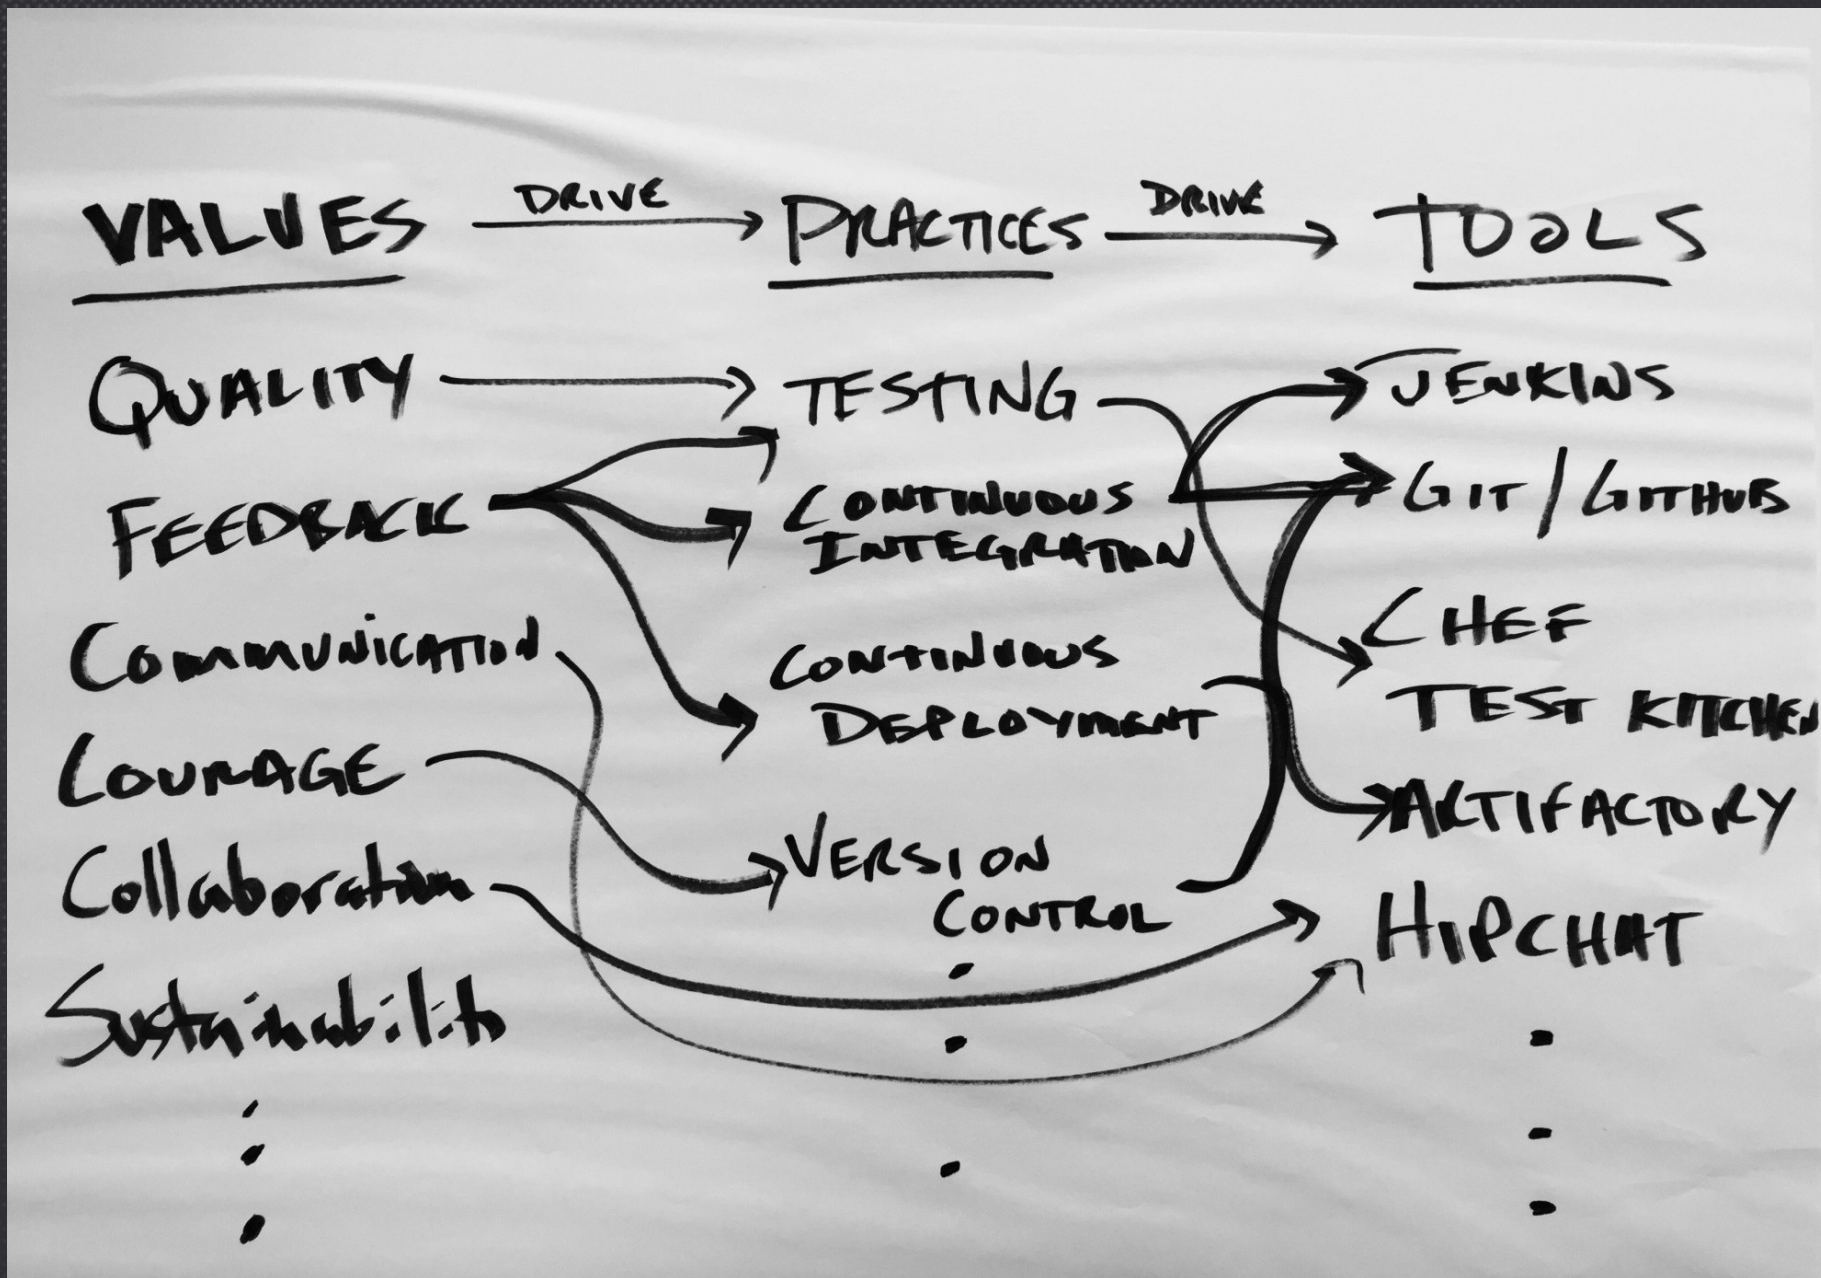 VALUES DRIVE PRACTICES DRIVE TOOLS
QUALITY TESTING JENKINS
FEEDBACK CONTINUOUS INTEGRATION GIT/GITHUB
COMMUNICATION CONTINUOUS DEPLOYMENT CHEF
TEST KITCHEN
COURAGE VERSION CONTROL ARTIFACTORY
Collaboration HIPCHAT
Sustainability